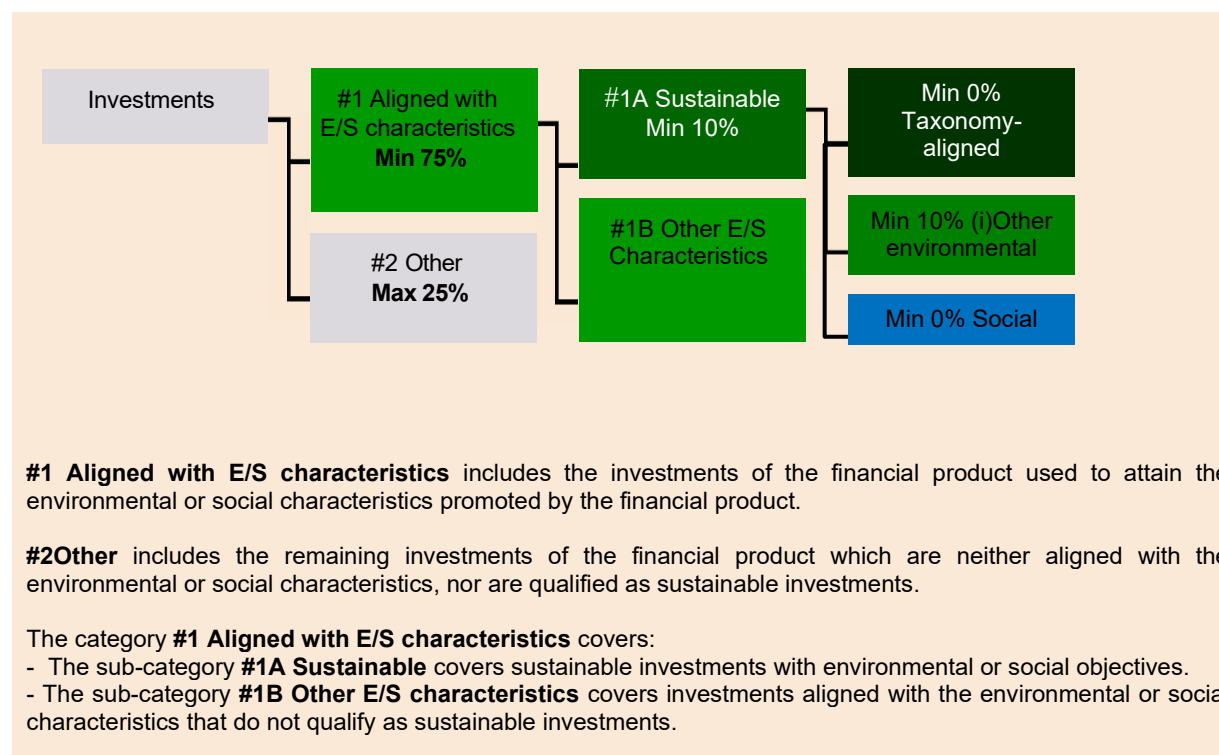 Investments
#1 Aligned with
E/S characteristics
Min 75%
#2 Other
Max 25%
#1A Sustainable
Min 10%
#1B Other E/S
Characteristics
Min 0%
Taxonomy-
aligned
Min 10% (i)Other
environmental
Min 0% Social
#1 Aligned with E/S characteristics includes the investments of the financial product used to attain the
environmental or social characteristics promoted by the financial product.
#2Other includes the remaining investments of the financial product which are neither aligned with the
environmental or social characteristics, nor are qualified as sustainable investments.
The category #1 Aligned with E/S characteristics covers:
- The sub-category #1A Sustainable covers sustainable investments with environmental or social objectives.
- The sub-category #1B Other E/S characteristics covers investments aligned with the environmental or social
characteristics that do not qualify as sustainable investments.